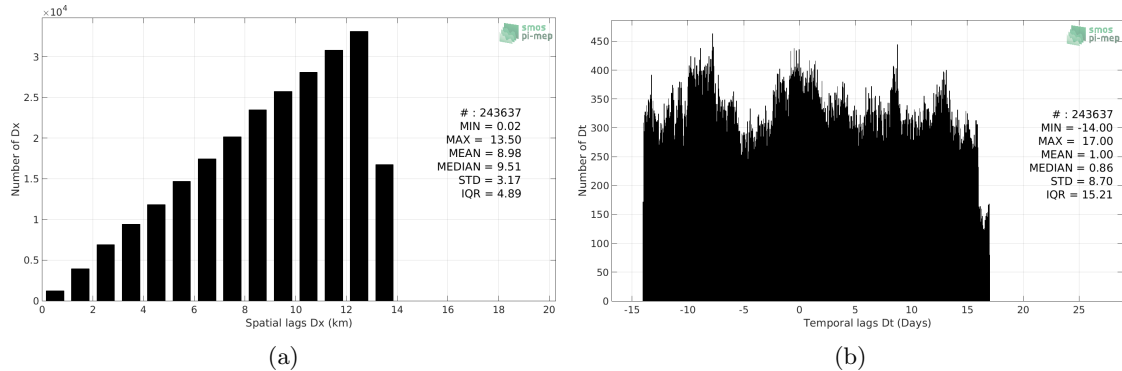 ×10^4
3
2.5
2
1.5
1
0.5
0
0 2 4 6 8 10 12 14 16 18 20
Number of Dx
Spatial lags Dx (km)
smos
pi-mep
# : 243637
MIN = 0.02
MAX = 13.50
MEAN = 8.98
MEDIAN = 9.51
STD = 3.17
IQR = 4.89
(a)
450
400
350
300
250
200
150
100
50
0
-15 -10 -5 0 5 10 15 20 25
Number of Dt
Temporal lags Dt (Days)
smos
pi-mep
# : 243637
MIN = -14.00
MAX = 17.00
MEAN = 1.00
MEDIAN = 0.86
STD = 8.70
IQR = 15.21
(b)